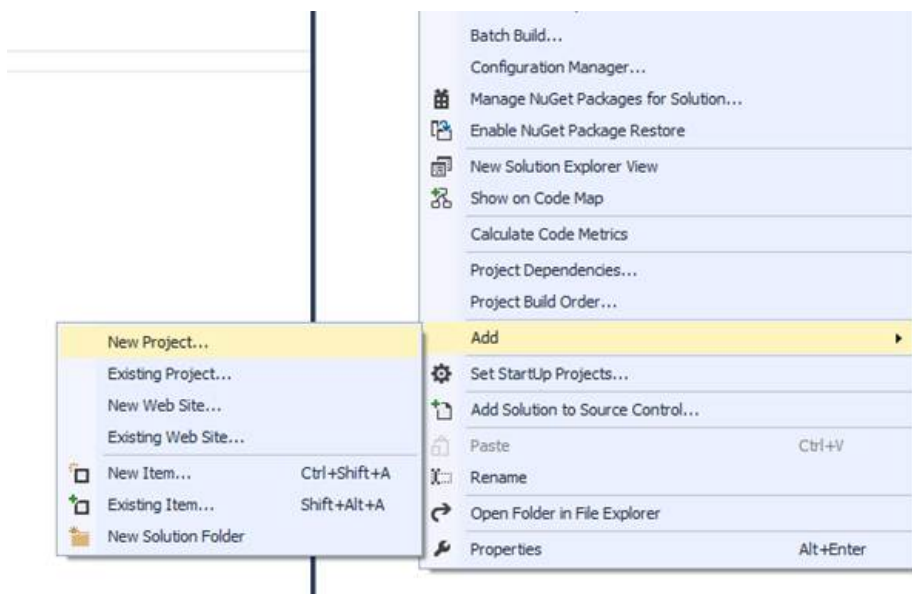 Batch Build...
Configuration Manager...
Manage NuGet Packages for Solution...
Enable NuGet Package Restore
New Solution Explorer View
Show on Code Map
Calculate Code Metrics
Project Dependencies...
Project Build Order...
Add
Set StartUp Projects...
Add Solution to Source Control...
Paste Ctrl+V
Rename
Open Folder in File Explorer
Properties Alt+Enter
New Project...
Existing Project...
New Web Site...
Existing Web Site...
New Item... Ctrl+Shift+A
Existing Item... Shift+Alt+A
New Solution Folder